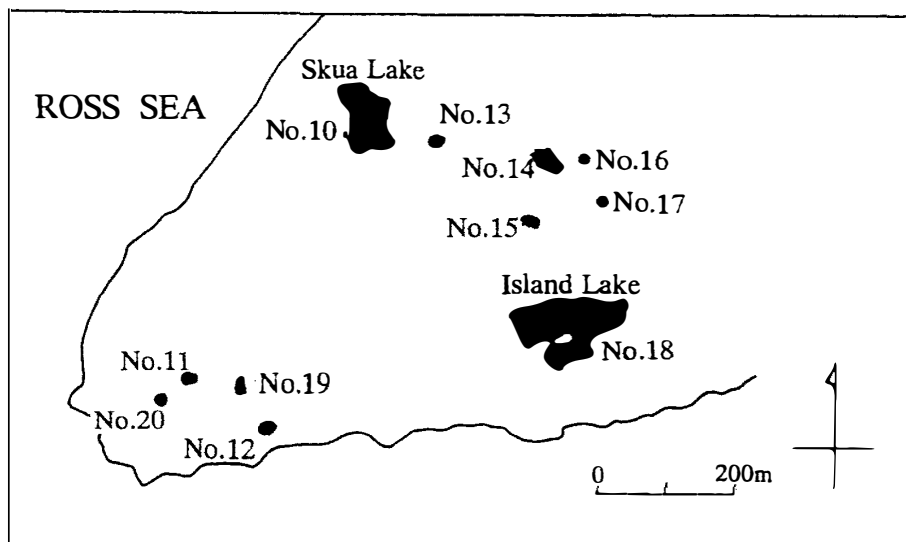 Skua Lake
ROSS SEA
No.10
No.13
No.14
No.16
No.17
No.15
Island Lake
No.18
No.11
No.19
No.20
No.12
0 200m